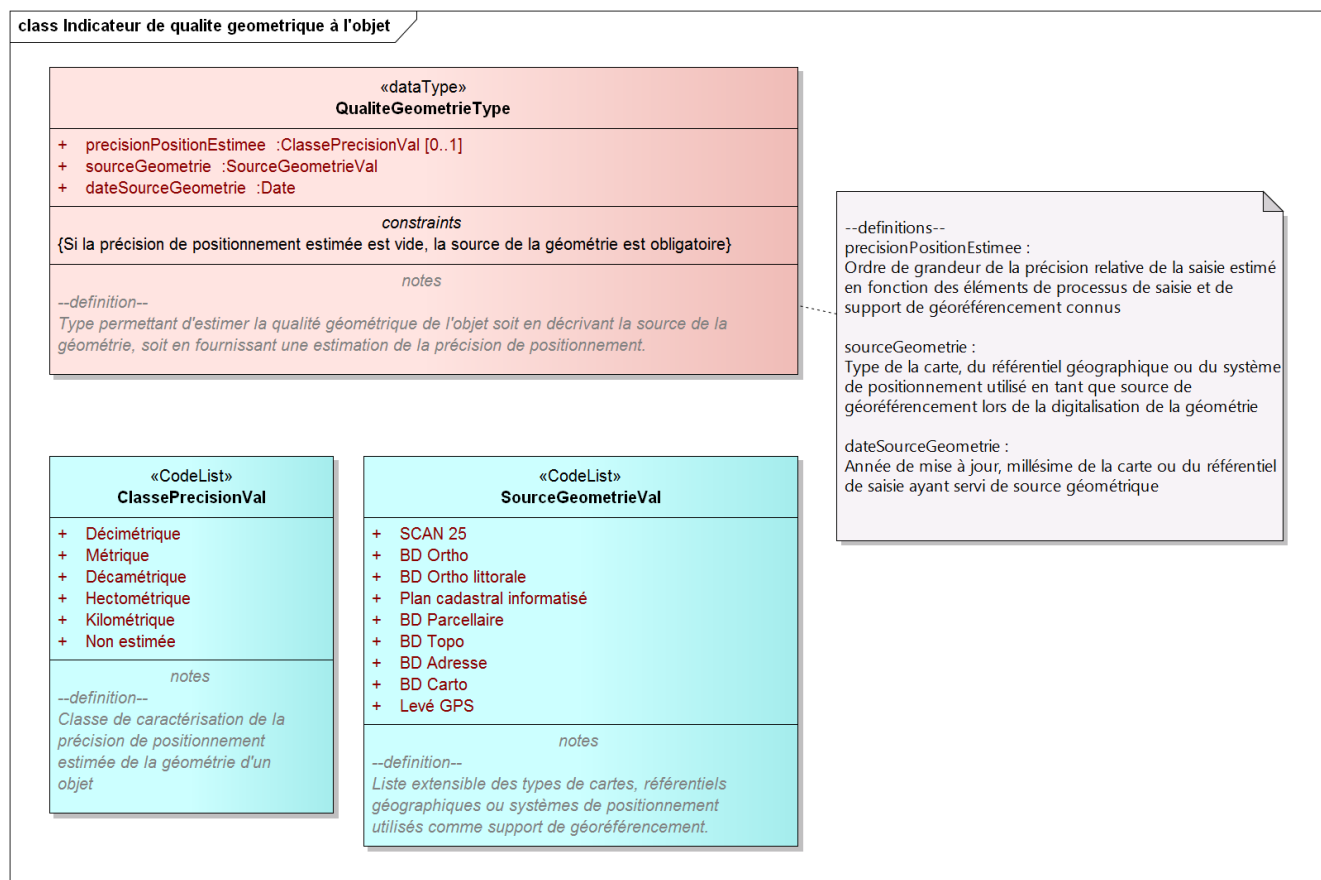 class Indicateur de qualite geometrique à l'objet
«dataType»
QualiteGeometrieType
+ precisionPositionEstimee :ClassePrecisionVal [0..1]
+ sourceGeometrie :SourceGeometrieVal
+ dateSourceGeometrie :Date
constraints
{Si la précision de positionnement estimée est vide, la source de la géométrie est obligatoire}
notes
--definition--
Type permettant d'estimer la qualité géométrique de l'objet soit en décrivant la source de la
géométrie, soit en fournissant une estimation de la précision de positionnement.
--definitions--
precisionPositionEstimee :
Ordre de grandeur de la précision relative de la saisie estimé
en fonction des éléments de processus de saisie et de
support de géoréférencement connus
sourceGeometrie :
Type de la carte, du référentiel géographique ou du système
de positionnement utilisé en tant que source de
géoréférencement lors de la digitalisation de la géométrie
dateSourceGeometrie :
Année de mise à jour, millésime de la carte ou du référentiel
de saisie ayant servi de source géométrique
«CodeList»
ClassePrecisionVal
+ Décimétrique
+ Métrique
+ Décamétrique
+ Hectométrique
+ Kilométrique
+ Non estimée
notes
--definition--
Classe de caractérisation de la
précision de positionnement
estimée de la géométrie d'un
objet
«CodeList»
SourceGeometrieVal
+ SCAN 25
+ BD Ortho
+ BD Ortho littorale
+ Plan cadastral informatisé
+ BD Parcellaire
+ BD Topo
+ BD Adresse
+ BD Carto
+ Levé GPS
notes
--definition--
Liste extensible des types de cartes, référentiels
géographiques ou systèmes de positionnement
utilisés comme support de géoréférencement.